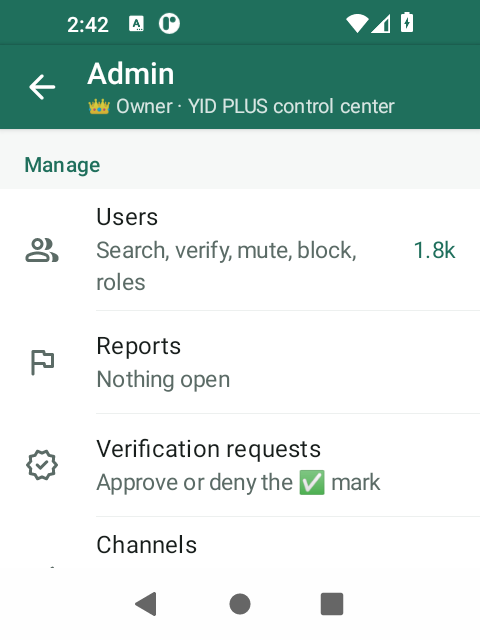 2:42
Admin
👑 Owner · YID PLUS control center
Manage
Users
Search, verify, mute, block,
roles
1.8k
Reports
Nothing open
Verification requests
Approve or deny the ✅ mark
Channels